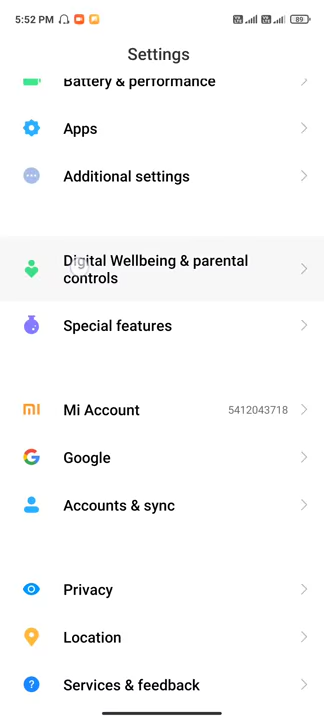 5:52 PM 89
Settings
Battery & performance
Apps
Additional settings
Digital Wellbeing & parental
controls
Special features
Mi Account 5412043718
Google
Accounts & sync
Privacy
Location
Services & feedback